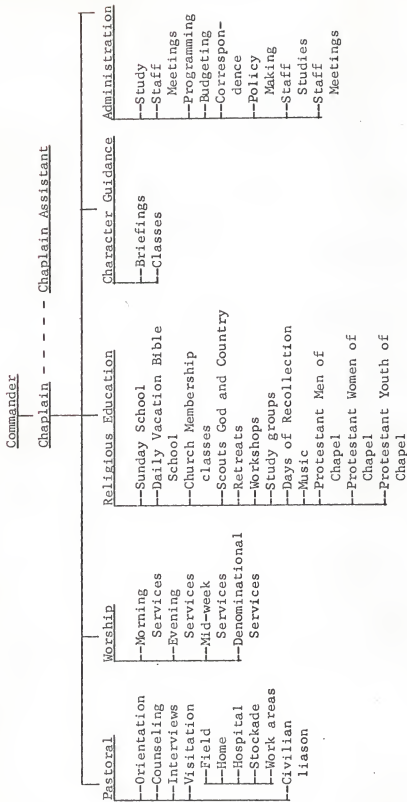 Commander
Chaplain - - - - - Chaplain Assistant
Pastoral
Orientation
Counseling
Interviews
Visitation
Field
Home
Hospital
Stockade
Work areas
Civilian
liason
Worship
Morning
Services
Evening
Services
Mid-week
Services
Denominational
Services
Religious Education
Sunday School
Daily Vacation Bible
School
Church Membership
classes
Scouts God and Country
Retreats
Workshops
Study groups
Days of Recollection
Music
Protestant Men of
Chapel
Protestant Women of
Chapel
Protestant Youth of
Chapel
Character Guidance
Briefings
Classes
Administration
Study
Staff
Meetings
Programming
Budgeting
Correspon-
dence
Policy
Making
Staff
Studies
Staff
Meetings